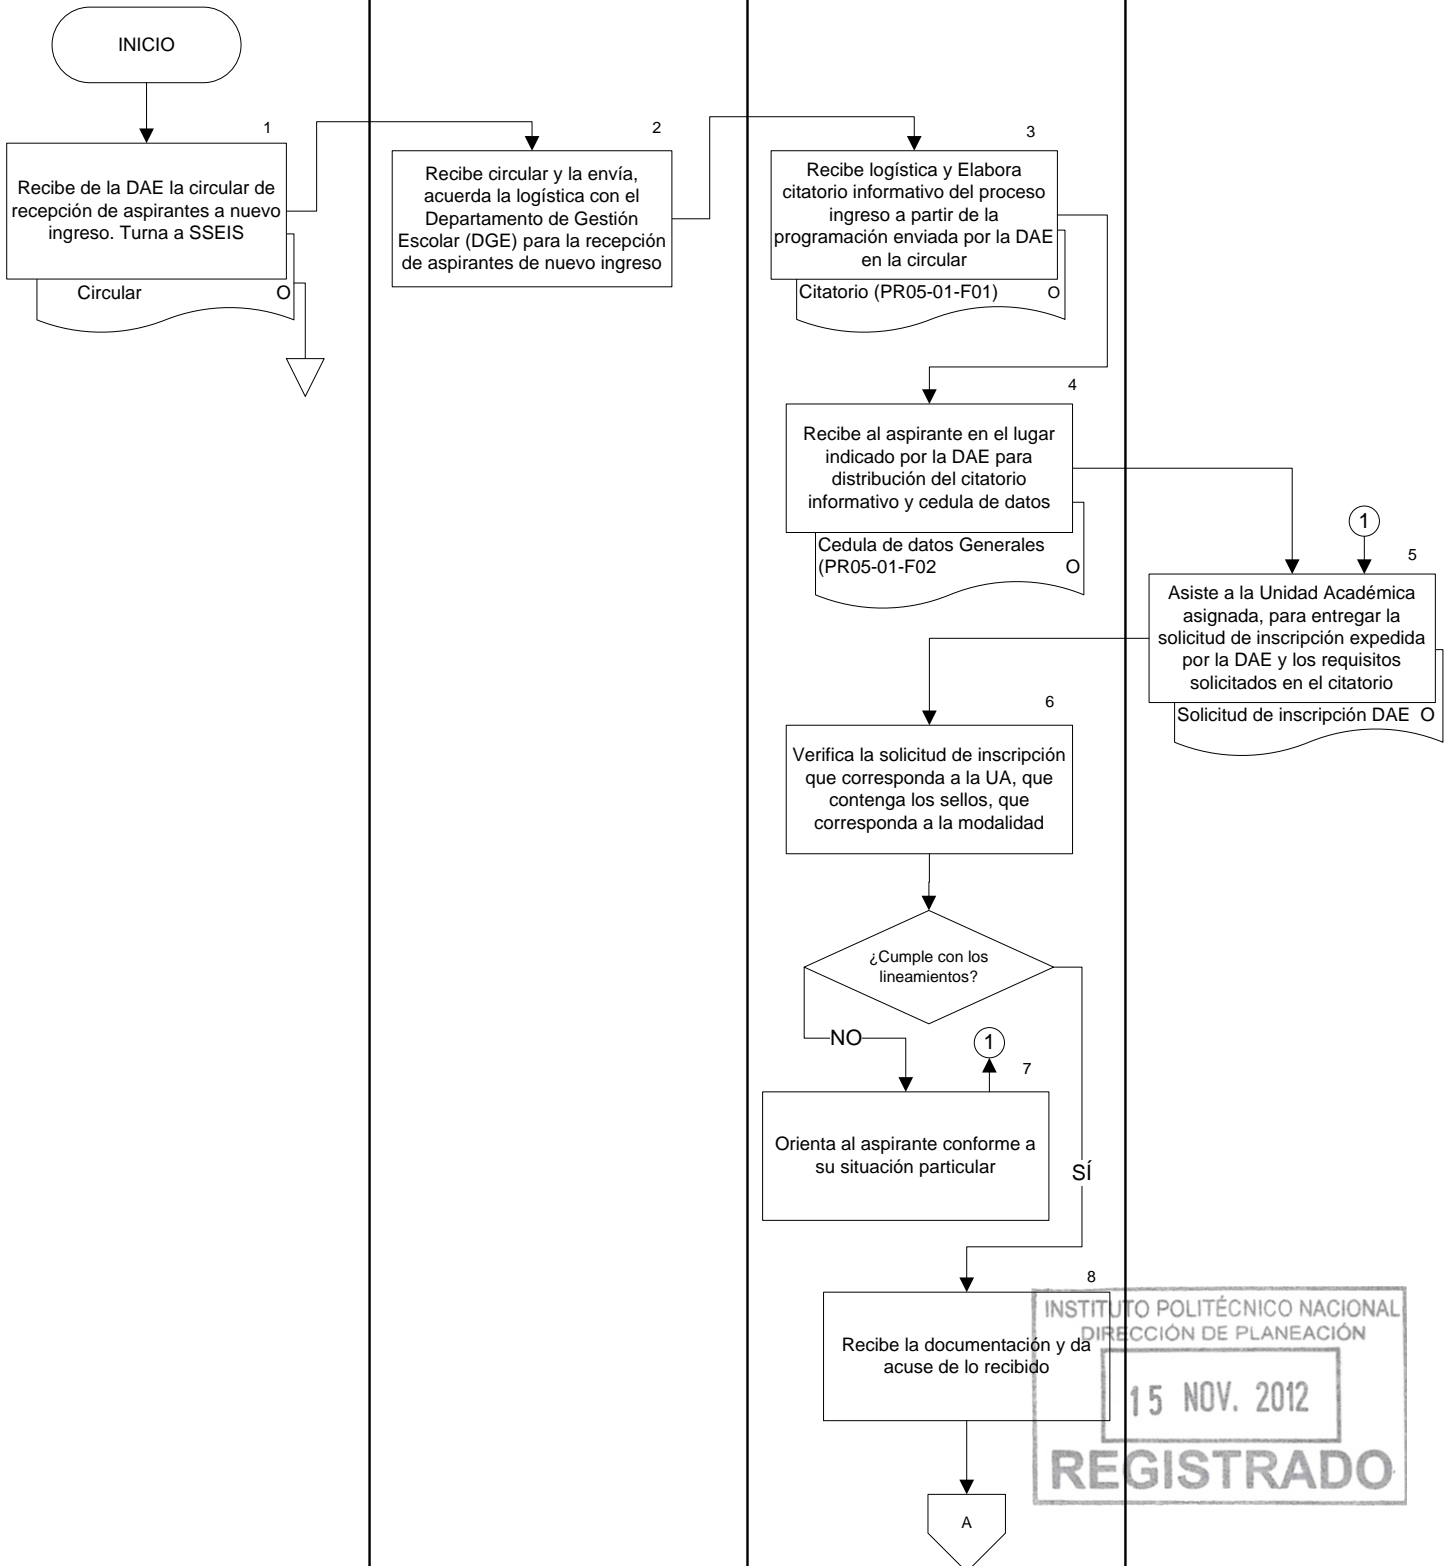 INICIO
1
Recibe de la DAE la circular de
recepción de aspirantes a nuevo
ingreso. Turna a SSEIS
Circular O
2
Recibe circular y la envía,
acuerda la logística con el
Departamento de Gestión
Escolar (DGE) para la recepción
de aspirantes de nuevo ingreso
3
Recibe logística y Elabora
citatorio informativo del proceso
ingreso a partir de la
programación enviada por la DAE
en la circular
Citatorio (PR05-01-F01) O
4
Recibe al aspirante en el lugar
indicado por la DAE para
distribución del citatorio
informativo y cedula de datos
Cedula de datos Generales
(PR05-01-F02 O
1
5
Asiste a la Unidad Académica
asignada, para entregar la
solicitud de inscripción expedida
por la DAE y los requisitos
solicitados en el citatorio
Solicitud de inscripción DAE O
6
Verifica la solicitud de inscripción
que corresponda a la UA, que
contenga los sellos, que
corresponda a la modalidad
¿Cumple con los
lineamientos?
NO
1
7
Orienta al aspirante conforme a
su situación particular
SÍ
8
Recibe la documentación y da
acuse de lo recibido
A
INSTITUTO POLITÉCNICO NACIONAL
DIRECCIÓN DE PLANEACIÓN
15 NOV. 2012
REGISTRADO